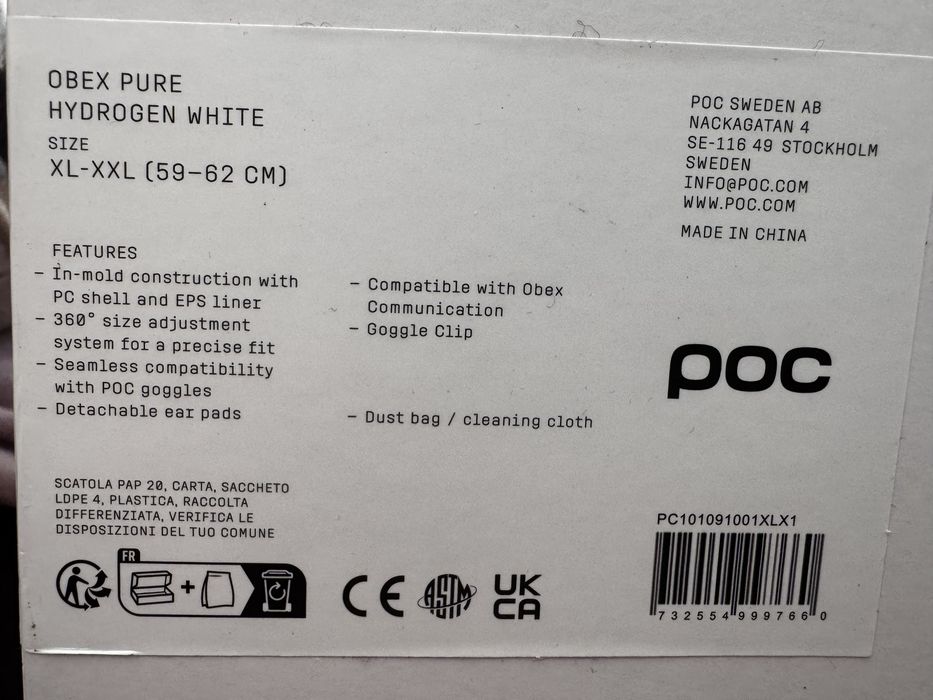 OBEX PURE
HYDROGEN WHITE
SIZE
XL-XXL (59–62 CM)
FEATURES
– In-mold construction with
PC shell and EPS liner
– 360° size adjustment
system for a precise fit
– Seamless compatibility
with POC goggles
– Detachable ear pads
– Compatible with Obex
Communication
– Goggle Clip
– Dust bag / cleaning cloth
POC SWEDEN AB
NACKAGATAN 4
SE-116 49 STOCKHOLM
SWEDEN
INFO@POC.COM
WWW.POC.COM
MADE IN CHINA
poc
SCATOLA PAP 20, CARTA, SACCHETO
LDPE 4, PLASTICA, RACCOLTA
DIFFERENZIATA, VERIFICA LE
DISPOSIZIONI DEL TUO COMUNE
FR
+
CE
ASTM
UK
CA
PC101091001XLX1
7 325549 997660